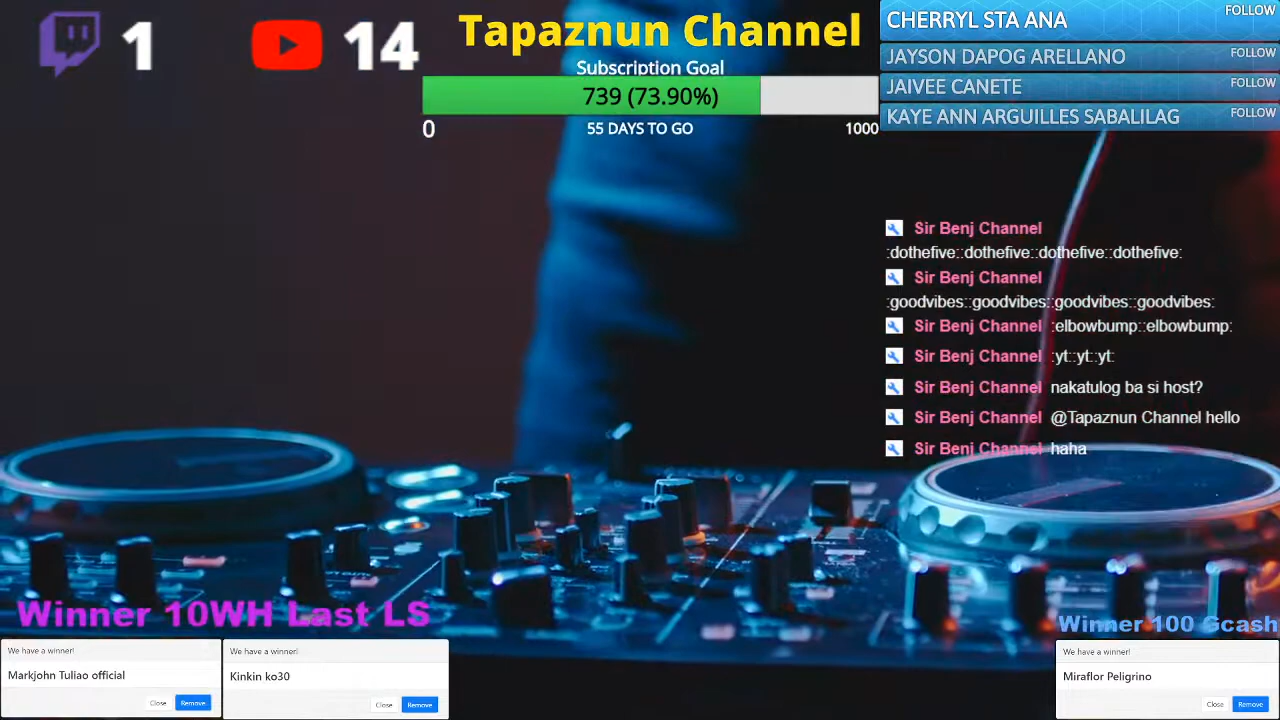 1
14
Tapaznun Channel
Subscription Goal
739 (73.90%)
0
55 DAYS TO GO
1000
CHERRYL STA ANA
FOLLOW
JAYSON DAPOG ARELLANO
FOLLOW
JAIVEE CANETE
FOLLOW
KAYE ANN ARGUILLES SABALILAG
FOLLOW
Sir Benj Channel
:dothefive::dothefive::dothefive::dothefive:
Sir Benj Channel
:goodvibes::goodvibes::goodvibes::goodvibes:
Sir Benj Channel :elbowbump::elbowbump:
Sir Benj Channel :yt::yt::yt:
Sir Benj Channel nakatulog ba si host?
Sir Benj Channel @Tapaznun Channel hello
Sir Benj Channel haha
Winner 10WH Last LS
We have a winner!
Markjohn Tuliao official
Close Remove
We have a winner!
Kinkin ko30
Close Remove
Winner 100 Gcash
We have a winner!
Miraflor Peligrino
Close Remove